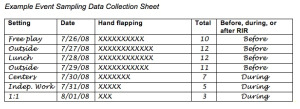 Example Event Sampling Data Collection Sheet
Setting Date Hand flapping Total Before, during, or after RIR
Free play 7/26/08 XXXXXXXXXX 10 Before
Outside 7/27/08 XXXXXXXXXXXX 12 Before
Lunch 7/28/08 XXXXXXXXXXXX 12 Before
Outside 7/29/08 XXXXXXXXXXX 11 Before
Centers 7/30/08 XXXXXXX 7 During
Indep. Work 7/31/08 XXXXX 5 During
1:1 8/01/08 XXX 3 During